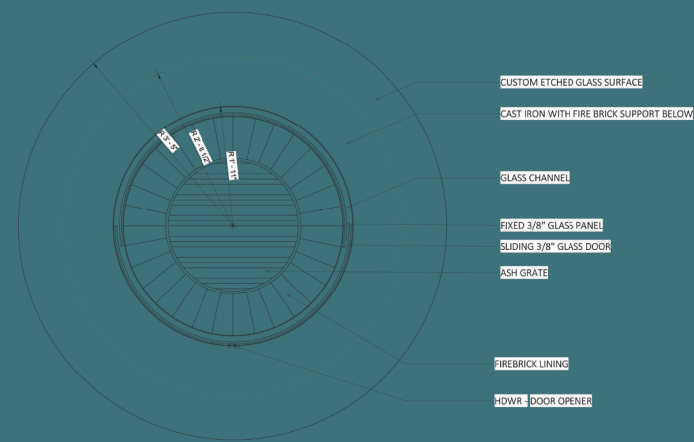 CUSTOM ETCHED GLASS SURFACE
CAST IRON WITH FIRE BRICK SUPPORT BELOW
R 3' - 5"
R 2' - 8 1/2"
R 1' - 11"
GLASS CHANNEL
FIXED 3/8" GLASS PANEL
SLIDING 3/8" GLASS DOOR
ASH GRATE
FIREBRICK LINING
HDWR - DOOR OPENER